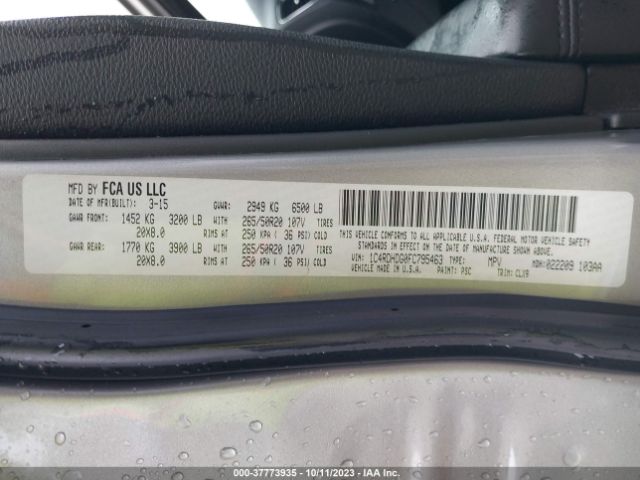 MFD BY FCA US LLC
DATE OF MFR(BUILT): 3-15 GVWR: 2949 KG 6500 LB
GAWR FRONT: 1452 KG 3200 LB WITH 265/50R20 107V TIRES
20X8.0 RIMS AT 250 KPA ( 36 PSI) COLD
GAWR REAR: 1770 KG 3900 LB WITH 265/50R20 107V TIRES
20X8.0 RIMS AT 250 KPA ( 36 PSI) COLD
THIS VEHICLE CONFORMS TO ALL APPLICABLE U.S.A. FEDERAL MOTOR VEHICLE SAFETY
STANDARDS IN EFFECT ON THE DATE OF MANUFACTURE SHOWN ABOVE.
VIN: 1C4RDHDG0FC795463 TYPE: MPV MDH: 022209 103AA
VEHICLE MADE IN U.S.A. PAINT: PSC TRIM: CLX9
37773935 - 10/11/2023 - IAA Inc.